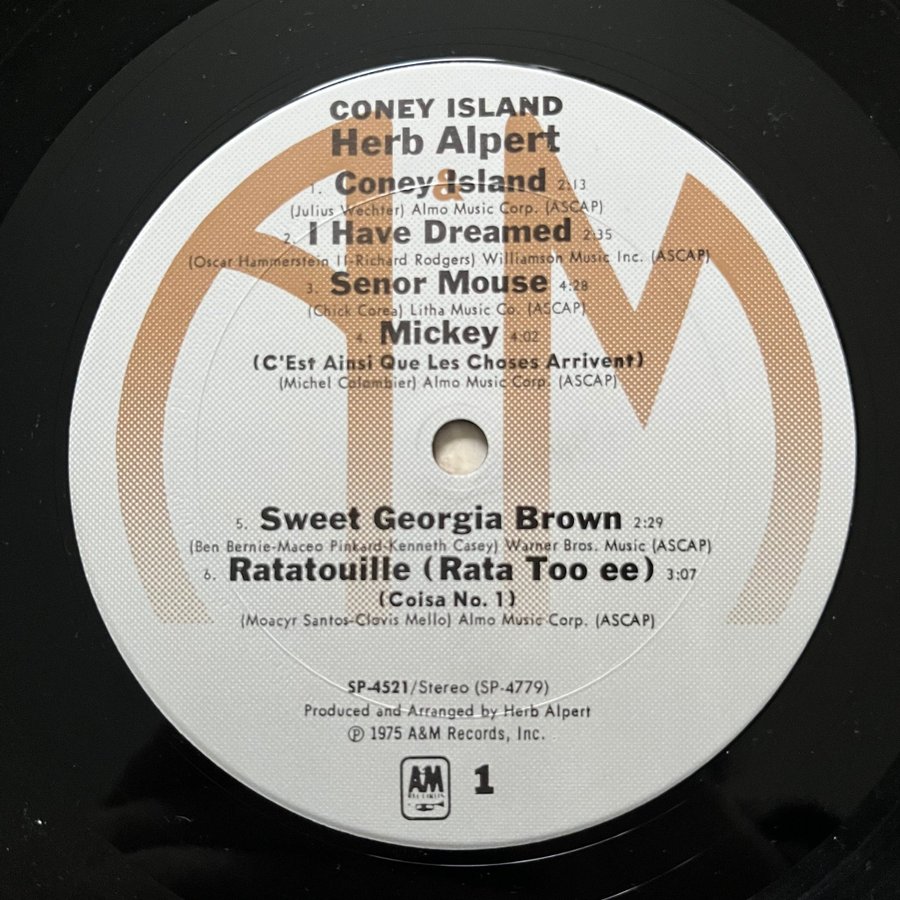 CONEY ISLAND
Herb Alpert
1. Coney Island 2:13
(Julius Wechter) Almo Music Corp. (ASCAP)
2. I Have Dreamed 2:35
(Oscar Hammerstein II-Richard Rodgers) Williamson Music Inc. (ASCAP)
3. Senor Mouse 4:28
(Chick Corea) Litha Music Co. (ASCAP)
4. Mickey 4:02
(C'Est Ainsi Que Les Choses Arrivent)
(Michel Colombier) Almo Music Corp. (ASCAP)
5. Sweet Georgia Brown 2:29
(Ben Bernie-Maceo Pinkard-Kenneth Casey) Warner Bros. Music (ASCAP)
6. Ratatouille (Rata Too ee) 3:07
(Coisa No. 1)
(Moacyr Santos-Clovis Mello) Almo Music Corp. (ASCAP)
SP-4521/Stereo (SP-4779)
Produced and Arranged by Herb Alpert
℗ 1975 A&M Records, Inc.
A&M RECORDS 1